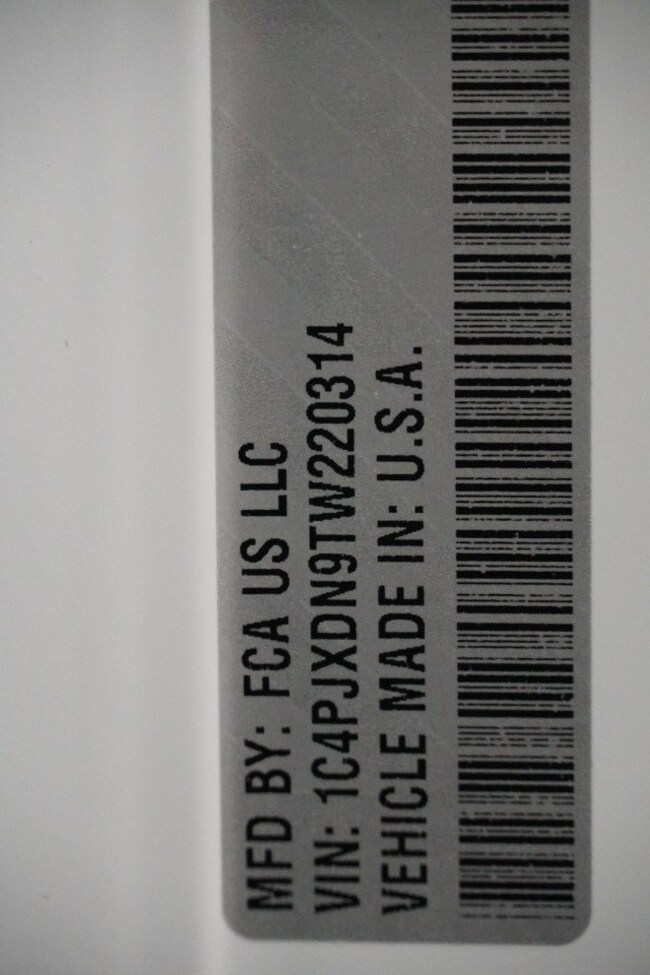 MFD BY: FCA US LLC
VIN: 1C4PJXDN9TW220314
VEHICLE MADE IN: U.S.A.